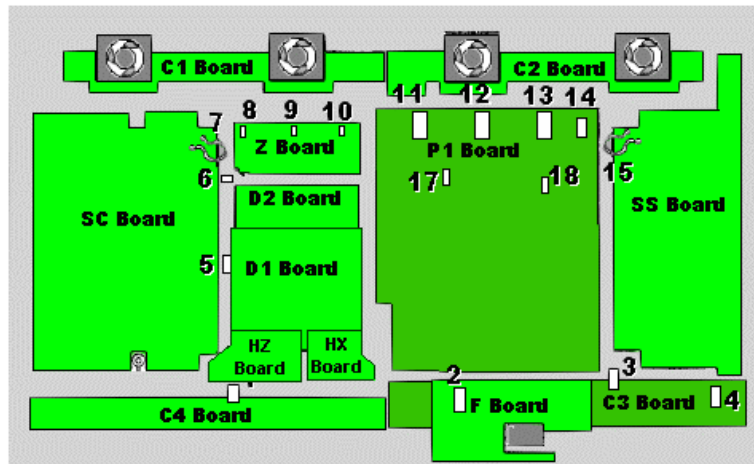 C1 Board
C2 Board
7
8
9
10
11
12
13
14
Z Board
P1 Board
15
6
17
18
D2 Board
SC Board
SS Board
5
D1 Board
HZ
Board
HX
Board
2
3
4
C4 Board
F Board
C3 Board